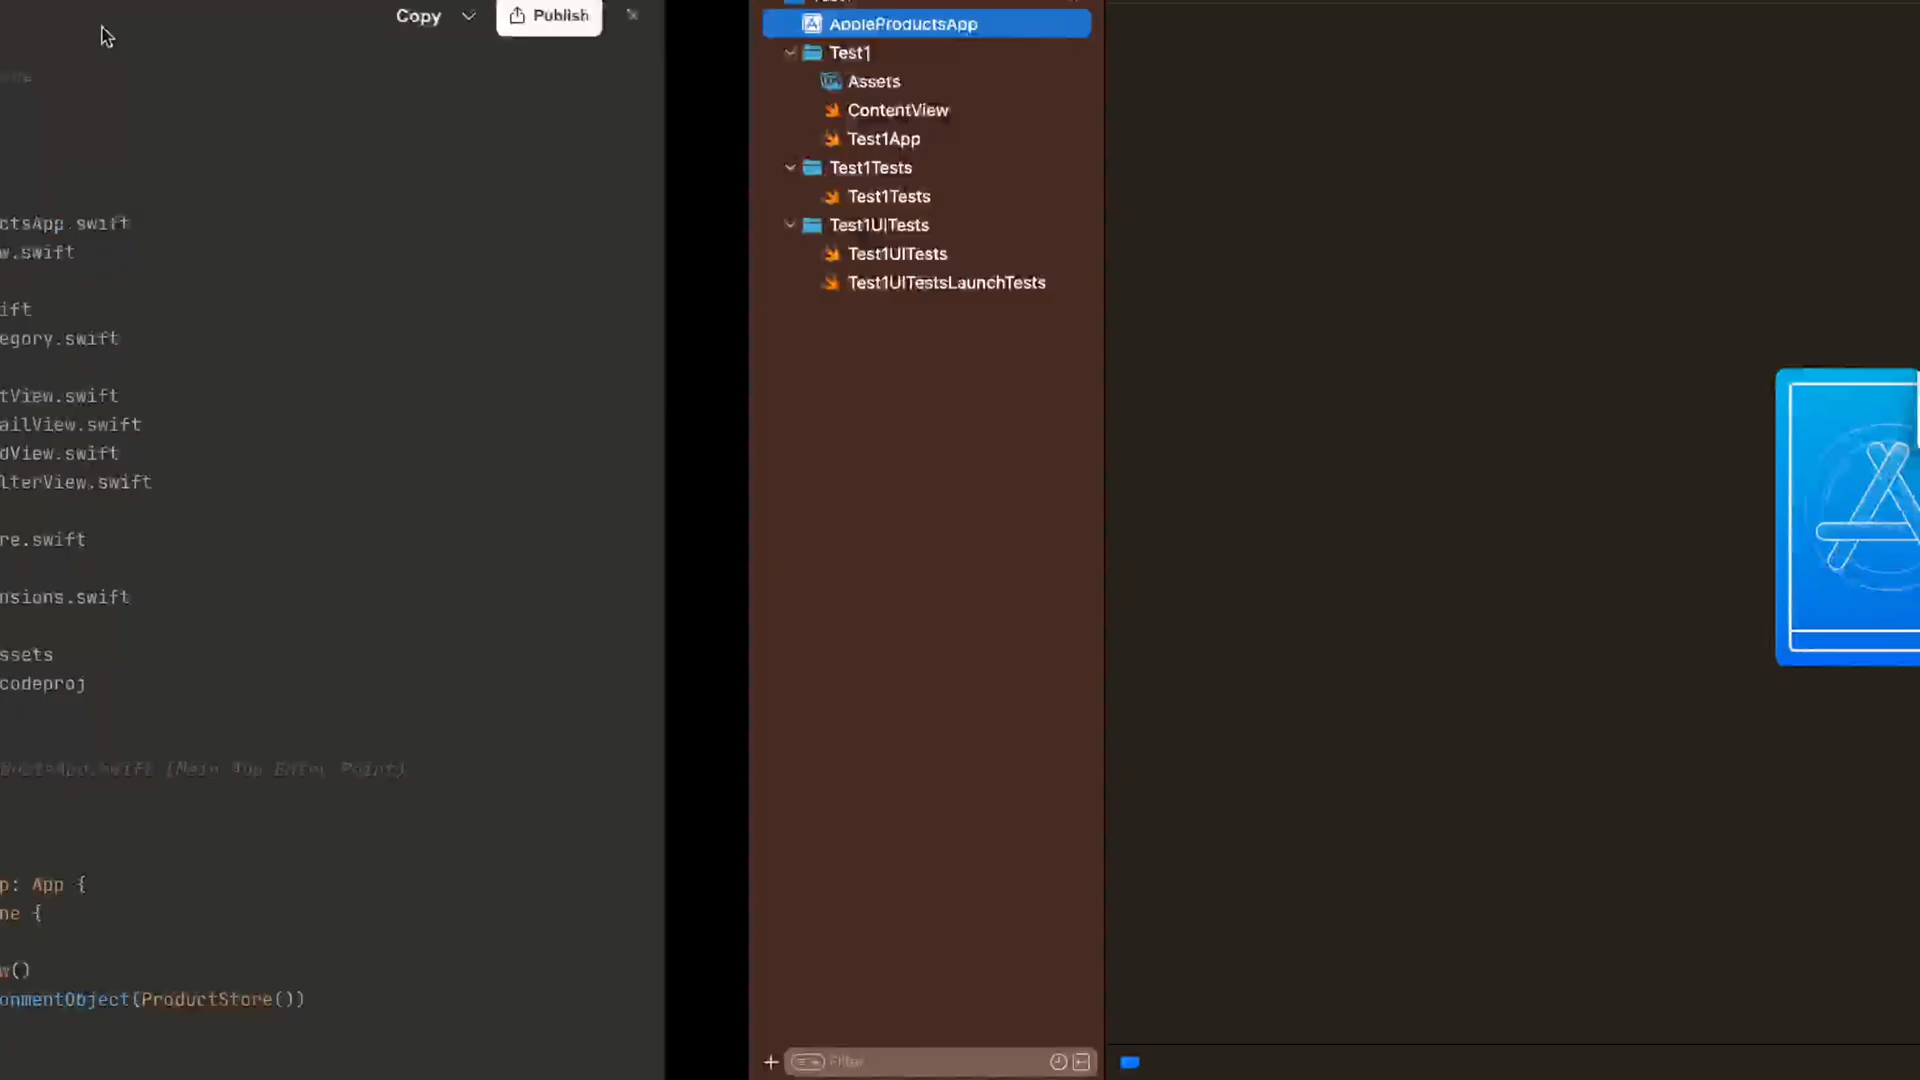 Copy
Publish
ctsApp.swift
w.swift
ift
egory.swift
tView.swift
ailView.swift
dView.swift
lterView.swift
re.swift
nsions.swift
ssets
codeproj
p: App {
ne {
w()
onmentObject(ProductStore())
AppleProductsApp
Test1
Assets
ContentView
Test1App
Test1Tests
Test1Tests
Test1UITests
Test1UITests
Test1UITestsLaunchTests
Filter